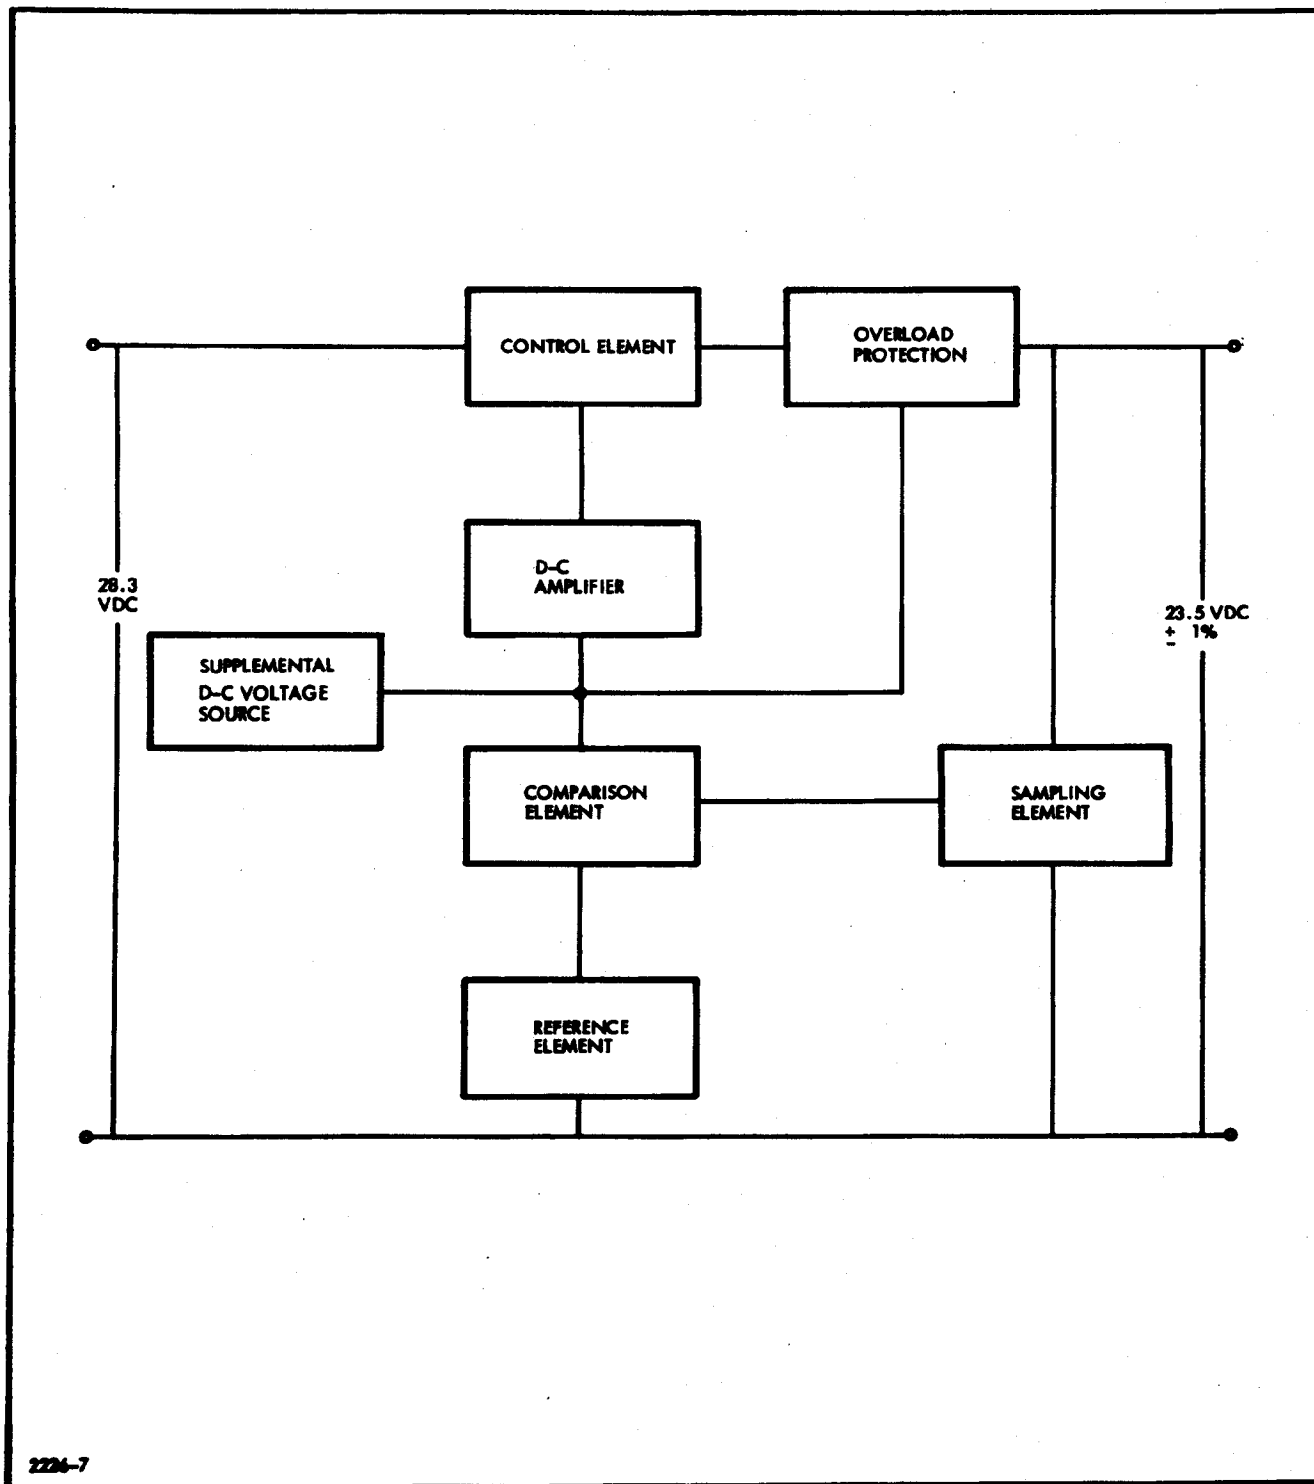 CONTROL ELEMENT
OVERLOAD
PROTECTION
D-C
AMPLIFIER
28.3
VDC
23.5 VDC
± 1%
SUPPLEMENTAL
D-C VOLTAGE
SOURCE
COMPARISON
ELEMENT
SAMPLING
ELEMENT
REFERENCE
ELEMENT
2226-7